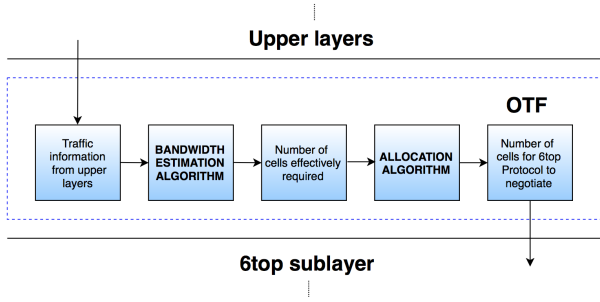 Upper layers
OTF
Traffic
information
from upper
layers
BANDWIDTH
ESTIMATION
ALGORITHM
Number of
cells effectively
required
ALLOCATION
ALGORITHM
Number of
cells for 6top
Protocol to
negotiate
6top sublayer